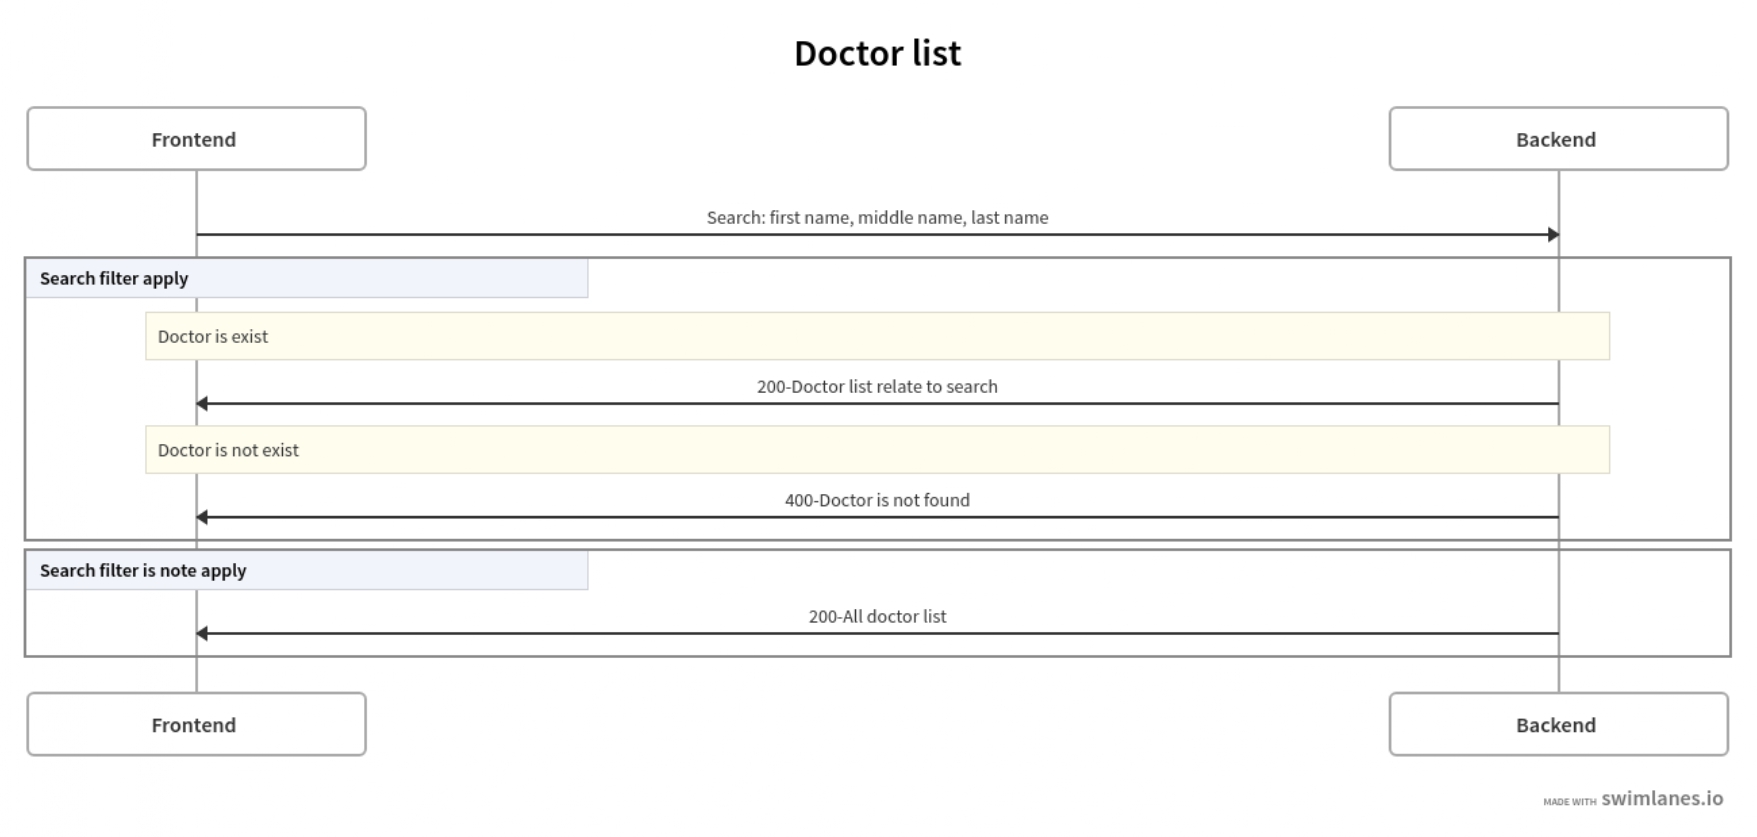 Doctor list
Frontend
Backend
Search: first name, middle name, last name
Search filter apply
Doctor is exist
200-Doctor list relate to search
Doctor is not exist
400-Doctor is not found
Search filter is note apply
200-All doctor list
Frontend
Backend
MADE WITH swimlanes.io